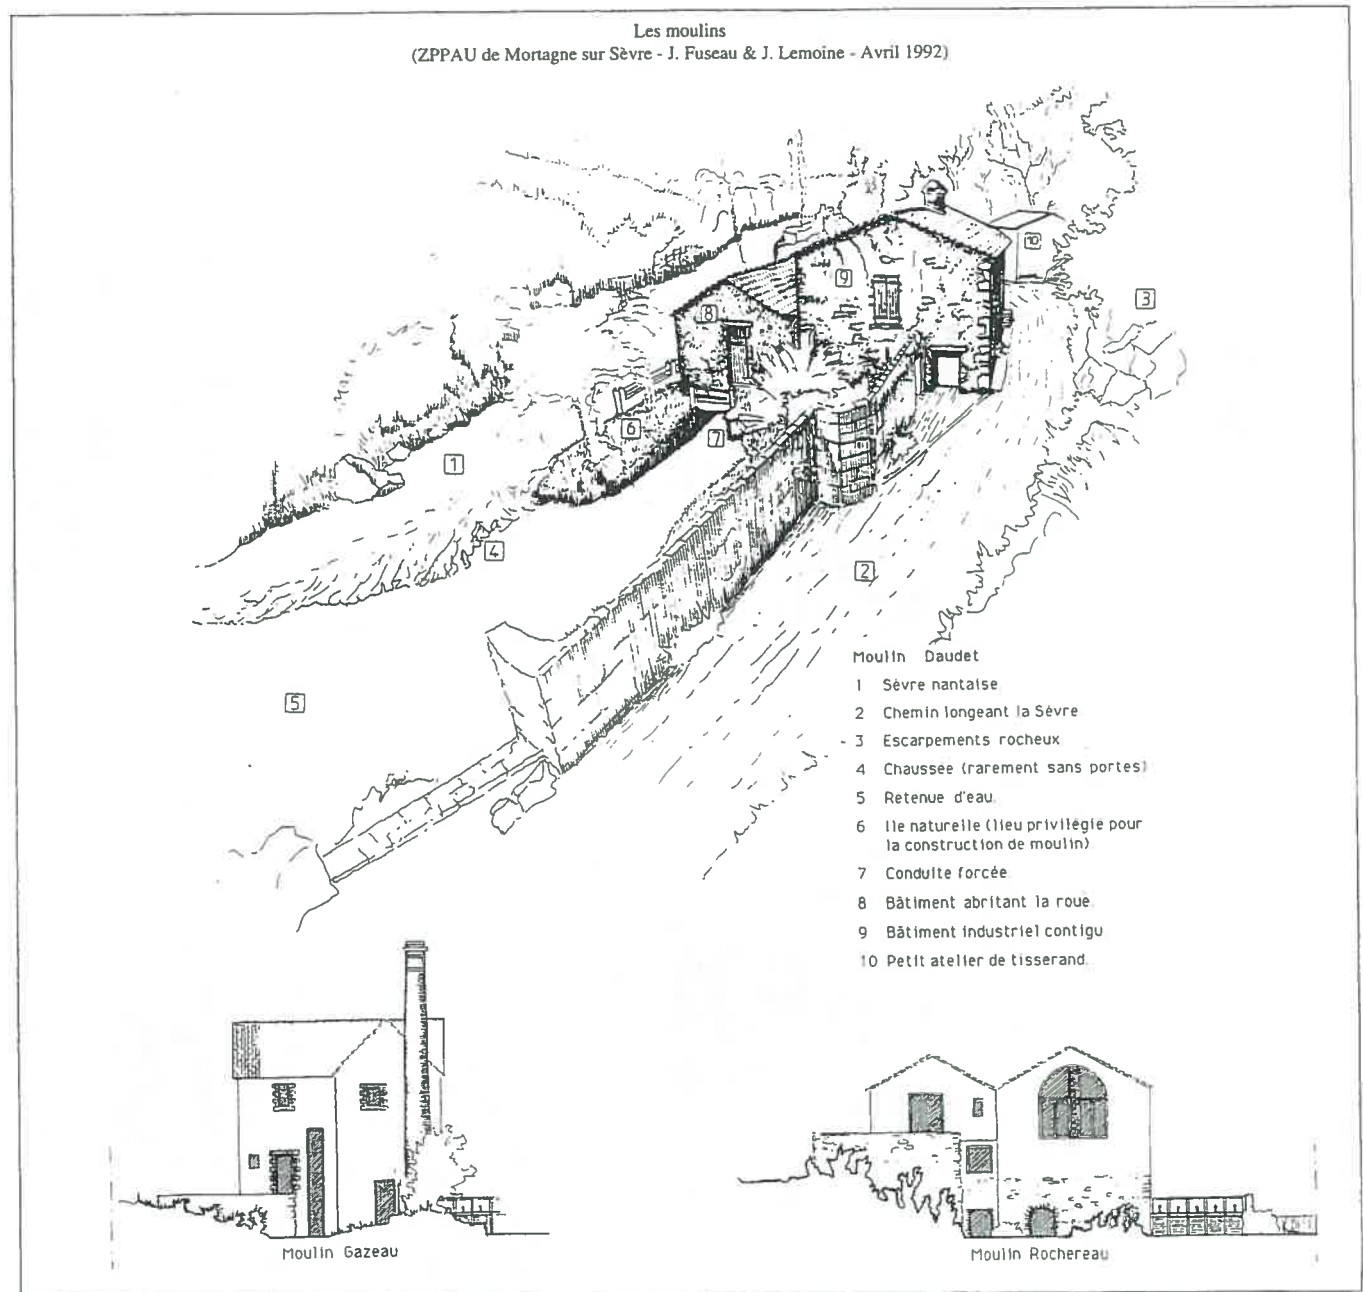 Les moulins
(ZPPAU de Mortagne sur Sèvre - J. Fuseau & J. Lemoine - Avril 1992)
10
3
9
8
6
7
1
4
2
5
Moulin Daudet
1 Sèvre nantaise
2 Chemin longeant la Sèvre
- 3 Escarpements rocheux
4 Chaussée (rarement sans portes)
5 Retenue d'eau.
6 Ile naturelle (lieu privilégié pour
la construction de moulin)
7 Conduite forcée
8 Bâtiment abritant la roue.
9 Bâtiment industriel contigu
10 Petit atelier de tisserand.
Moulin Gazeau
Moulin Rochereau